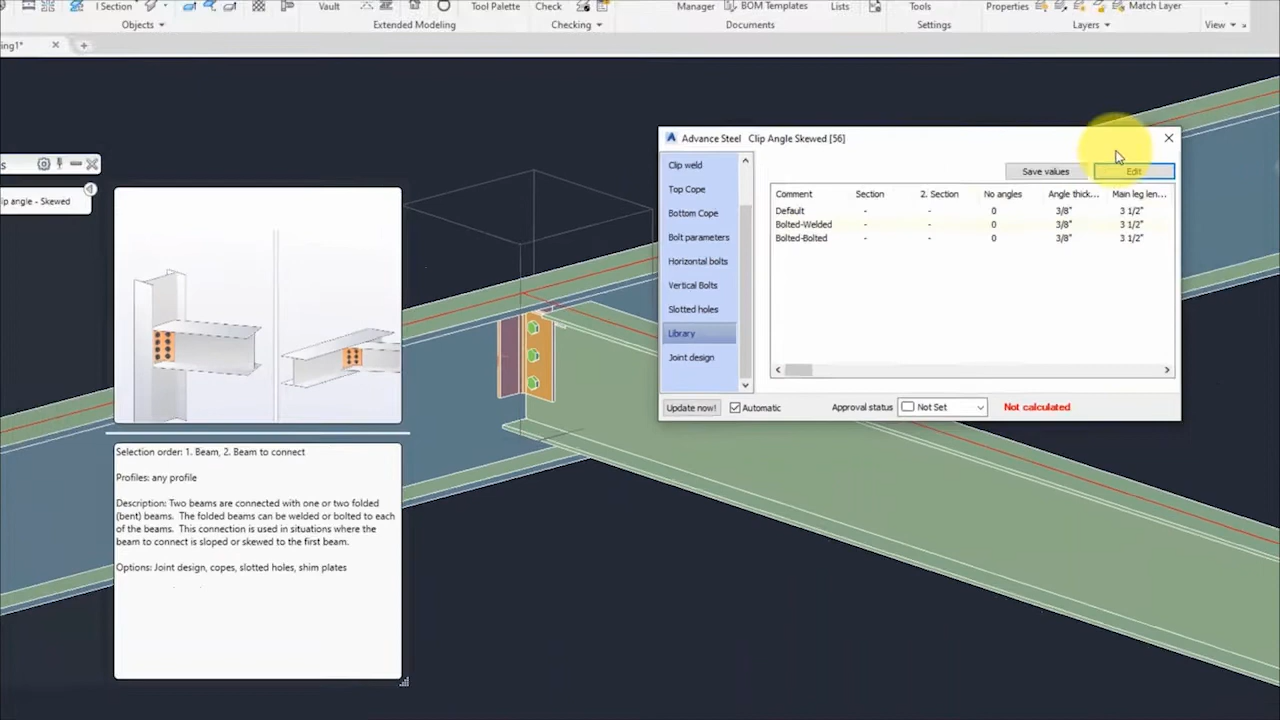 I Section
Vault
Tool Palette
Check
Manager
BOM Templates
Lists
Tools
Properties
Match Layer
Objects
Extended Modeling
Checking
Documents
Settings
Layers
View
ing1*
s
lip angle - Skewed
Selection order: 1. Beam, 2. Beam to connect
Profiles: any profile
Description: Two beams are connected with one or two folded
(bent) beams. The folded beams can be welded or bolted to each
of the beams. This connection is used in situations where the
beam to connect is sloped or skewed to the first beam.
Options: Joint design, copes, slotted holes, shim plates
Advance Steel Clip Angle Skewed [56]
Clip weld
Top Cope
Bottom Cope
Bolt parameters
Horizontal bolts
Vertical Bolts
Slotted holes
Library
Joint design
Save values
Edit
Comment Section 2. Section No angles Angle thick... Main leg len...
Default - - 0 3/8" 3 1/2"
Bolted-Welded - - 0 3/8" 3 1/2"
Bolted-Bolted - - 0 3/8" 3 1/2"
Update now!
Automatic
Approval status
Not Set
Not calculated